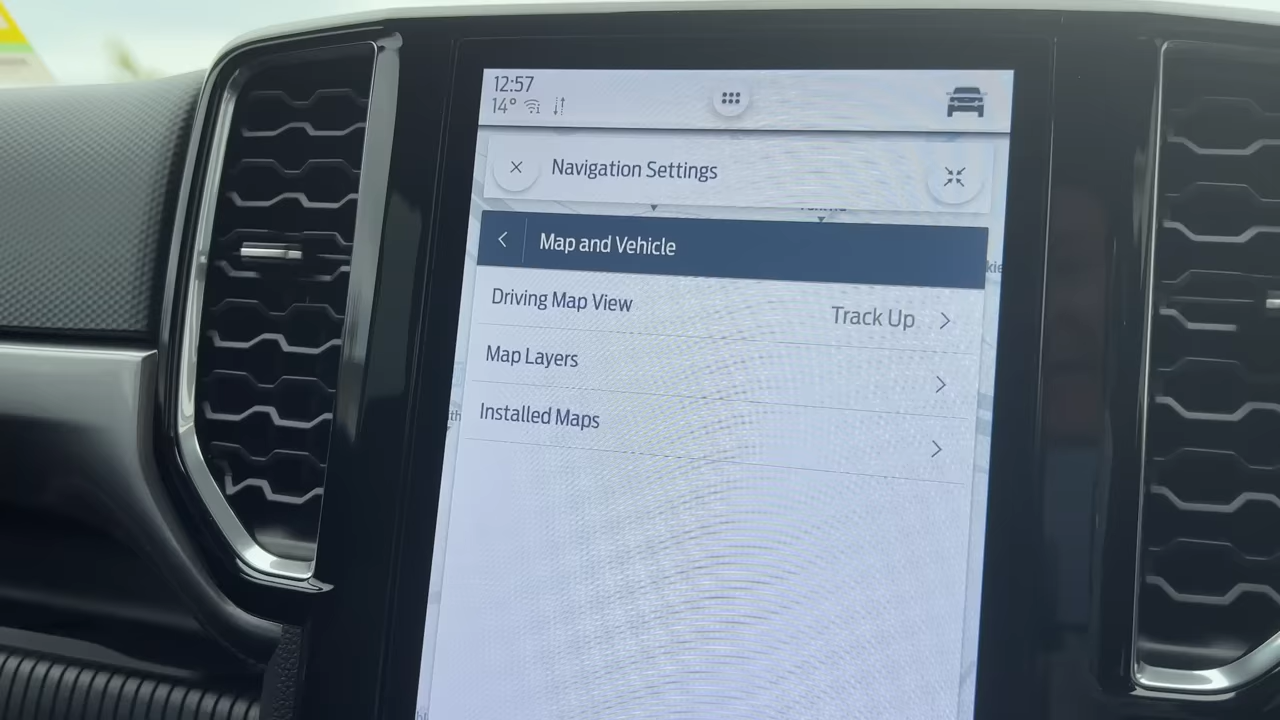 12:57
14°
Navigation Settings
Map and Vehicle
Driving Map View
Track Up
Map Layers
Installed Maps